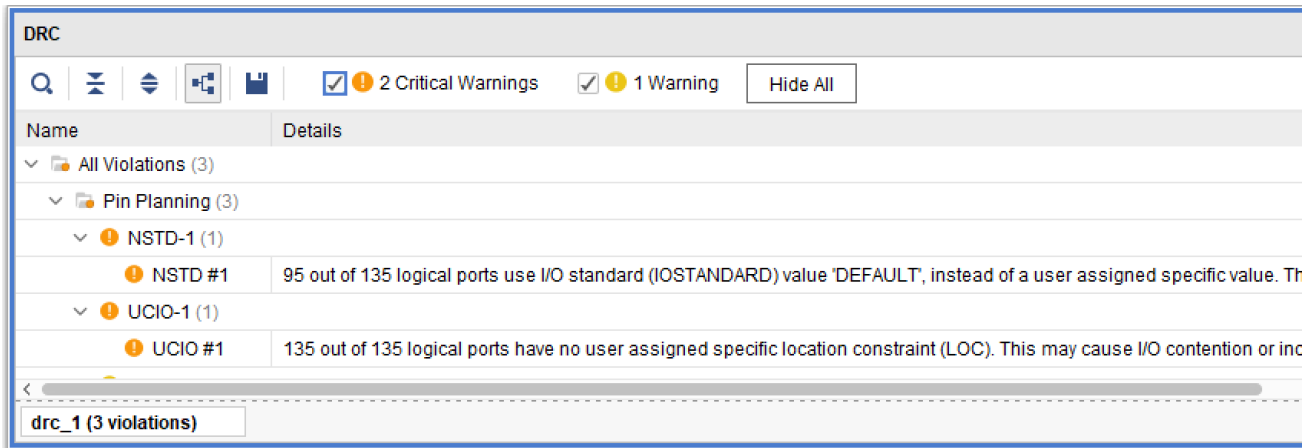 DRC
2 Critical Warnings 1 Warning Hide All
Name Details
All Violations (3)
Pin Planning (3)
NSTD-1 (1)
NSTD #1 95 out of 135 logical ports use I/O standard (IOSTANDARD) value 'DEFAULT', instead of a user assigned specific value. Th
UCIO-1 (1)
UCIO #1 135 out of 135 logical ports have no user assigned specific location constraint (LOC). This may cause I/O contention or inc
drc_1 (3 violations)